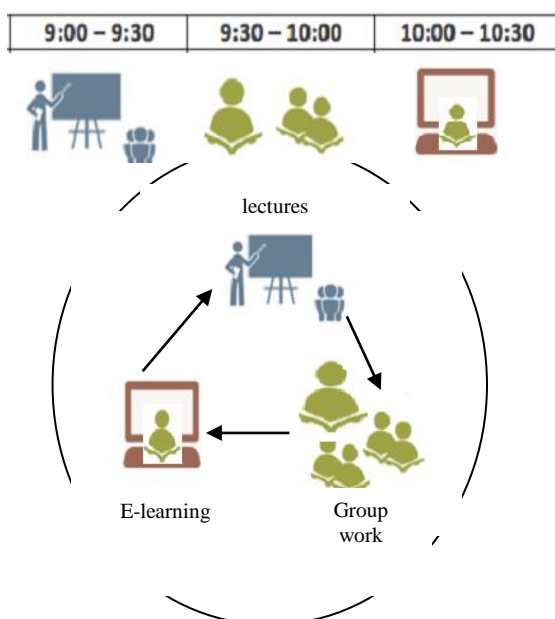 9:00 – 9:30 9:30 – 10:00 10:00 – 10:30
lectures
E-learning
Group
work